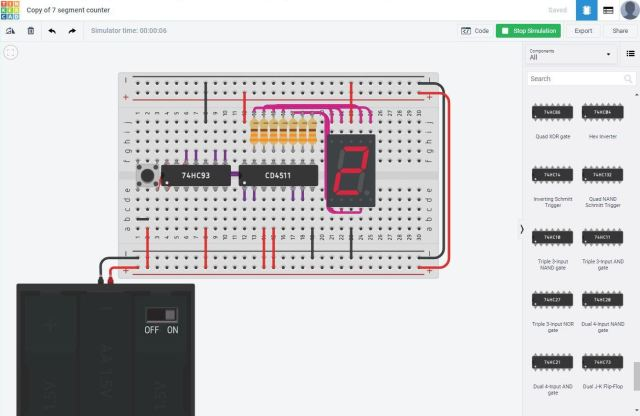 TIN
KER
CAD
Copy of 7 segment counter
Saved
Simulator time: 00:00:06
Code
Stop Simulation
Export
Share
Components
All
Search
74HC86
74HC04
Quad XOR gate
Hex Inverter
74HC14
74HC132
Inverting Schmitt Trigger
Quad NAND Schmitt Trigger
74HC10
74HC11
Triple 3-input NAND gate
Triple 3-input AND gate
74HC27
74HC20
Triple 3-input NOR gate
Dual 4-input NAND gate
74HC21
74HC73
Dual 4-input AND gate
Dual J-K Flip-Flop
74HC93
CD4511
2
OFF ON
AA 1.5V
1.5V